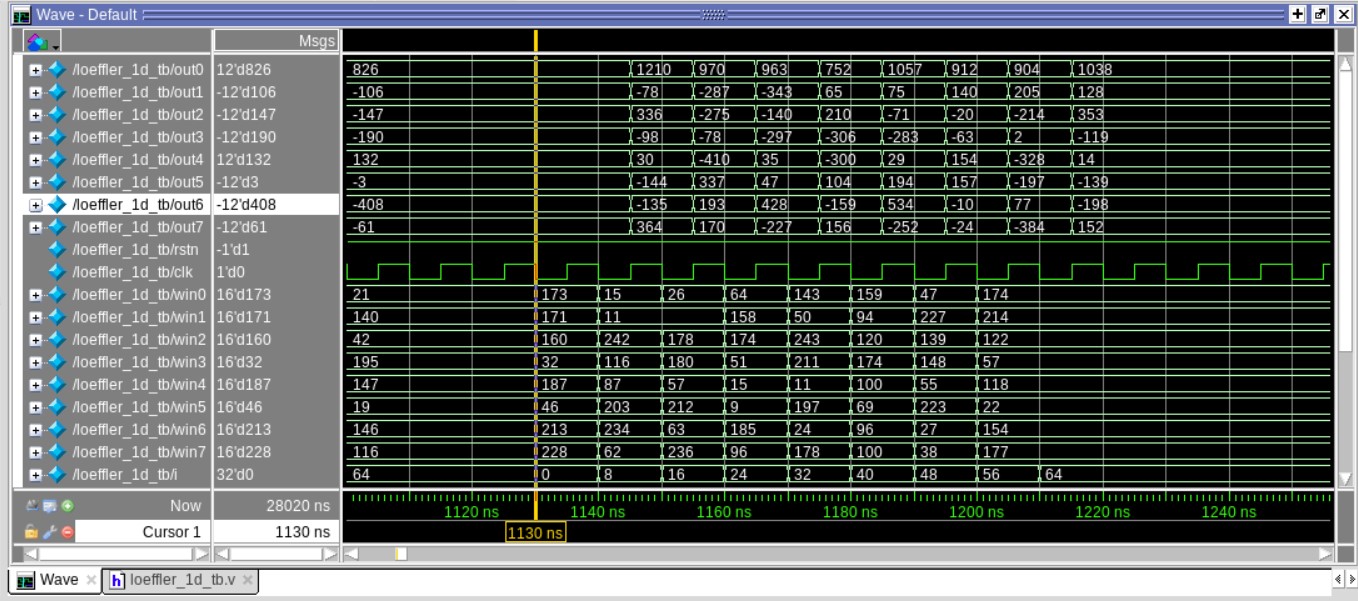 Wave - Default
Msgs
/loeffler_1d_tb/out0 12'd826 826 1210 970 963 752 1057 912 904 1038
/loeffler_1d_tb/out1 -12'd106 -106 -78 -287 -343 65 75 140 205 128
/loeffler_1d_tb/out2 -12'd147 -147 336 -275 -140 210 -71 -20 -214 353
/loeffler_1d_tb/out3 -12'd190 -190 -98 -78 -297 -306 -283 -63 2 -119
/loeffler_1d_tb/out4 12'd132 132 30 -410 35 -300 29 154 -328 14
/loeffler_1d_tb/out5 -12'd3 -3 -144 337 47 104 194 157 -197 -139
/loeffler_1d_tb/out6 -12'd408 -408 -135 193 428 -159 534 -10 77 -198
/loeffler_1d_tb/out7 -12'd61 -61 364 170 -227 156 -252 -24 -384 152
/loeffler_1d_tb/rstn -1'd1
/loeffler_1d_tb/clk 1'd0
/loeffler_1d_tb/win0 16'd173 21 173 15 26 64 143 159 47 174
/loeffler_1d_tb/win1 16'd171 140 171 11 158 50 94 227 214
/loeffler_1d_tb/win2 16'd160 42 160 242 178 174 243 120 139 122
/loeffler_1d_tb/win3 16'd32 195 32 116 180 51 211 174 148 57
/loeffler_1d_tb/win4 16'd187 147 187 87 57 15 11 100 55 118
/loeffler_1d_tb/win5 16'd46 19 46 203 212 9 197 69 223 22
/loeffler_1d_tb/win6 16'd213 146 213 234 63 185 24 96 27 154
/loeffler_1d_tb/win7 16'd228 116 228 62 236 96 178 100 38 177
/loeffler_1d_tb/i 32'd0 64 0 8 16 24 32 40 48 56 64
Now 28020 ns 1120 ns 1140 ns 1160 ns 1180 ns 1200 ns 1220 ns 1240 ns
Cursor 1 1130 ns 1130 ns
Wave h loeffler_1d_tb.v